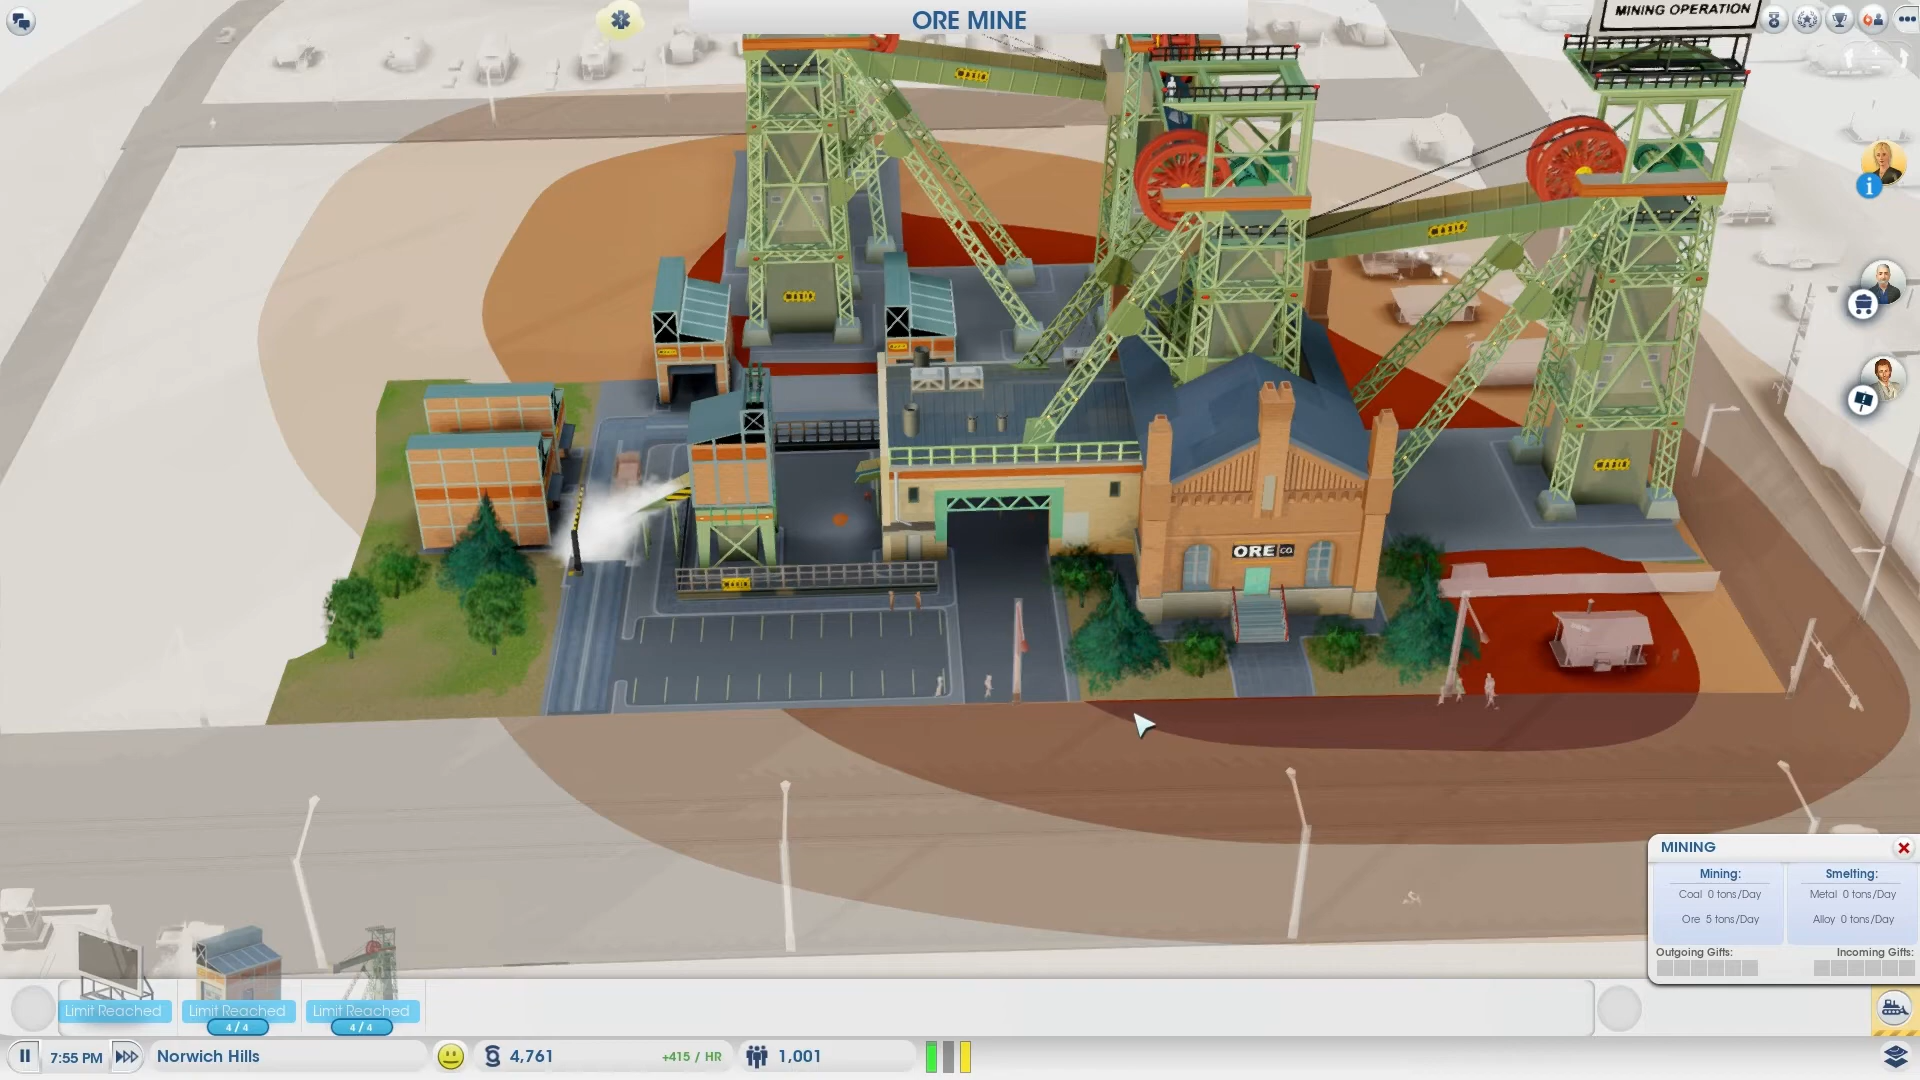 ORE MINE
MINING OPERATION
ORE CO
MINING
Mining:
Smelting:
Coal 0 tons/Day
Metal 0 tons/Day
Ore 5 tons/Day
Alloy 0 tons/Day
Outgoing Gifts:
Incoming Gifts:
Limit Reached
Limit Reached
Limit Reached
4 / 4
4 / 4
7:55 PM
Norwich Hills
4,761
+415 / HR
1,001